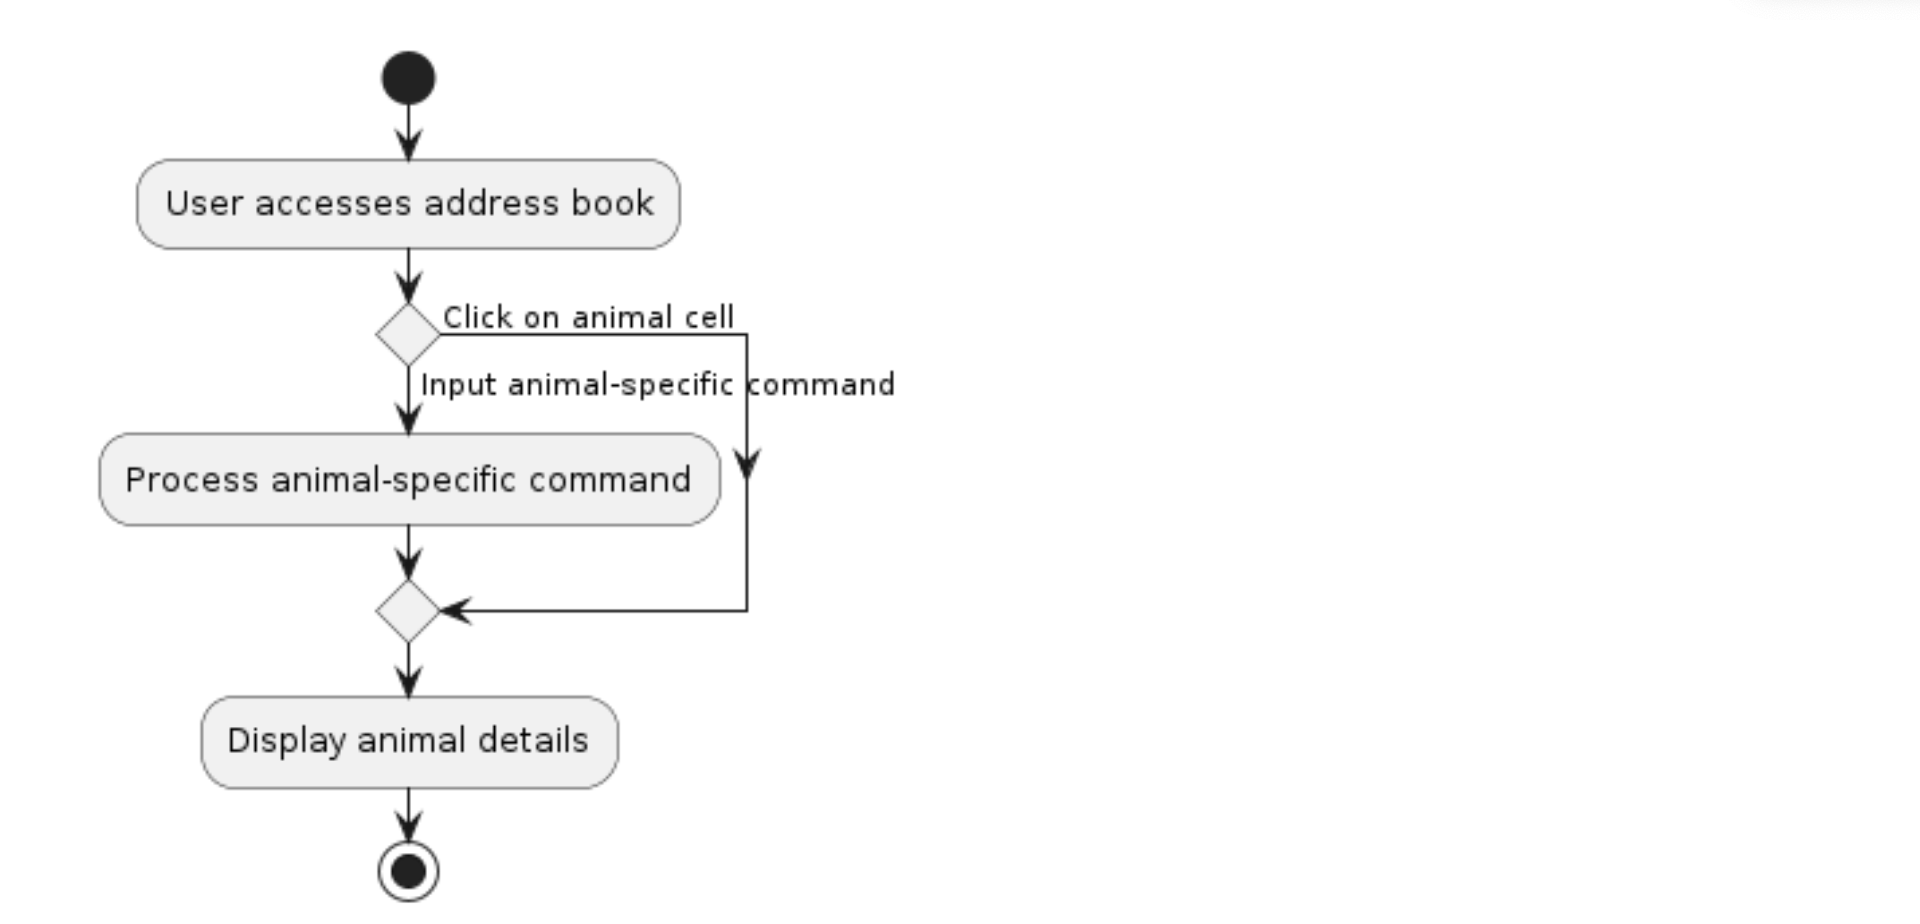 User accesses address book
Click on animal cell
Input animal-specific command
Process animal-specific command
Display animal details